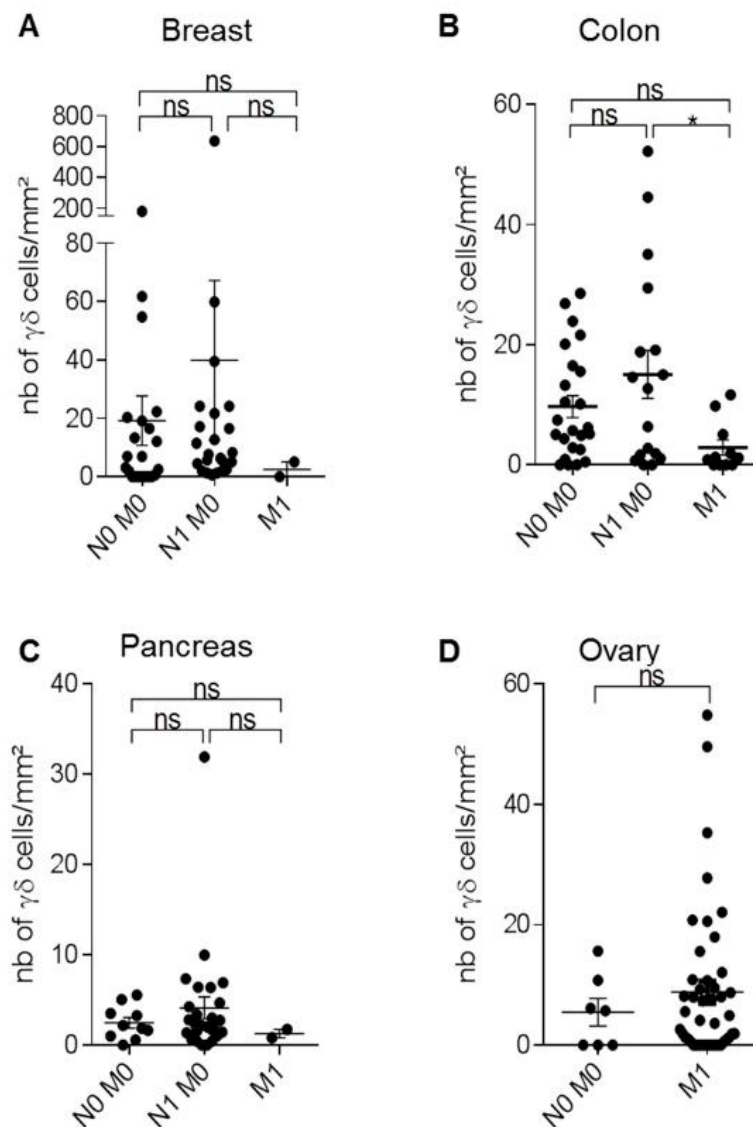 A
Breast
ns
ns
ns
nb of γδ cells/mm²
800
600
400
200
80
60
40
20
0
N0 M0
N1 M0
M1
B
Colon
ns
ns
*
nb of γδ cells/mm²
60
40
20
0
N0 M0
N1 M0
M1
C
Pancreas
ns
ns
ns
nb of γδ cells/mm²
40
30
20
10
0
N0 M0
N1 M0
M1
D
Ovary
ns
nb of γδ cells/mm²
60
40
20
0
N0 M0
M1